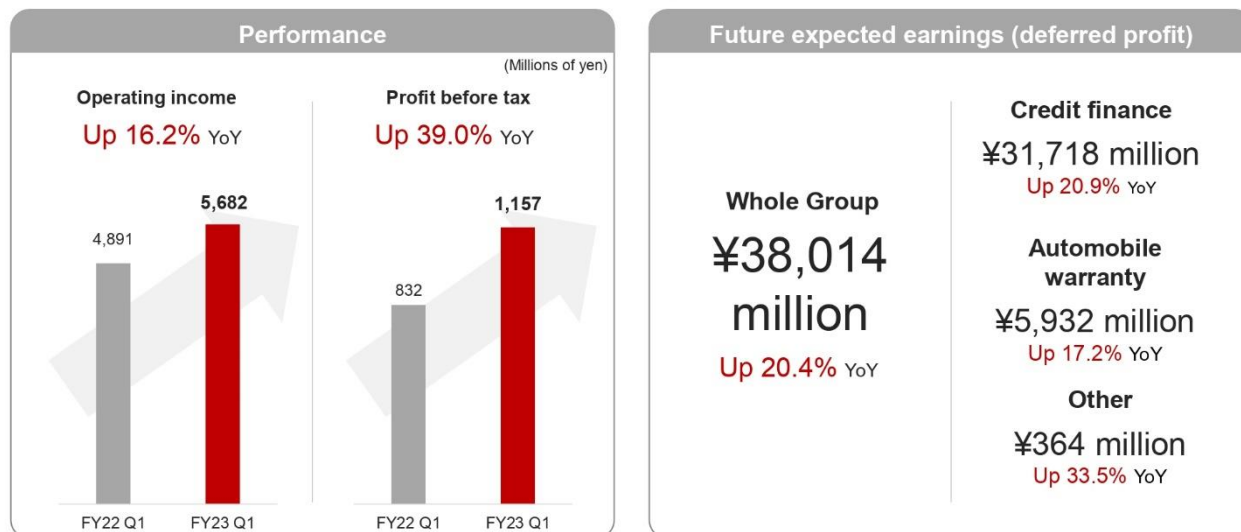 Performance
(Millions of yen)
Operating income
Up 16.2% YoY
4,891
5,682
FY22 Q1
FY23 Q1
Profit before tax
Up 39.0% YoY
832
1,157
FY22 Q1
FY23 Q1
Future expected earnings (deferred profit)
Whole Group
¥38,014
million
Up 20.4% YoY
Credit finance
¥31,718 million
Up 20.9% YoY
Automobile
warranty
¥5,932 million
Up 17.2% YoY
Other
¥364 million
Up 33.5% YoY